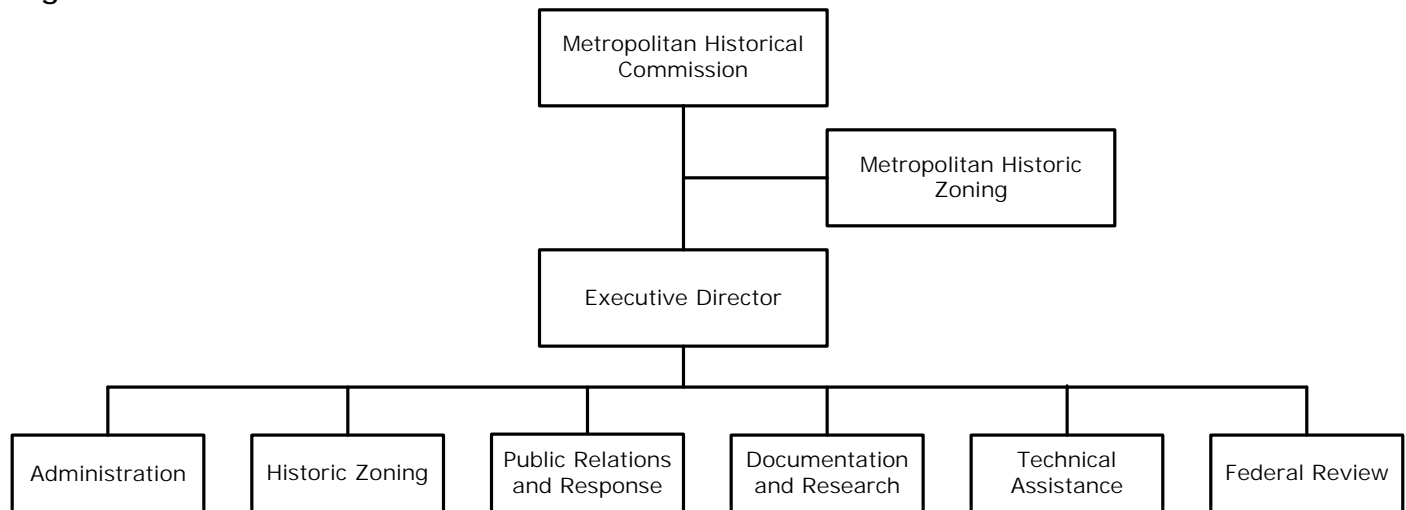 Metropolitan Historical
Commission
Metropolitan Historic
Zoning
Executive Director
Administration
Historic Zoning
Public Relations
and Response
Documentation
and Research
Technical
Assistance
Federal Review